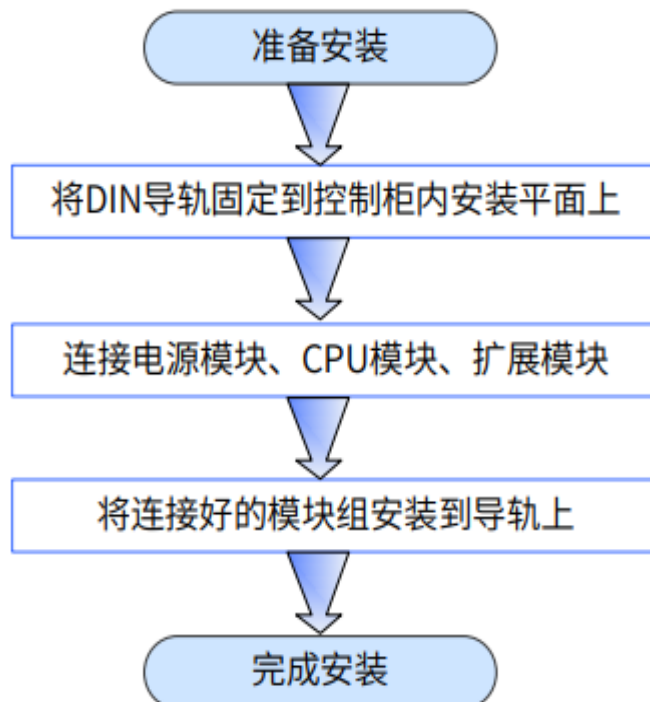 准备安装
将DIN导轨固定到控制柜内安装平面上
连接电源模块、CPU模块、扩展模块
将连接好的模块组安装到导轨上
完成安装